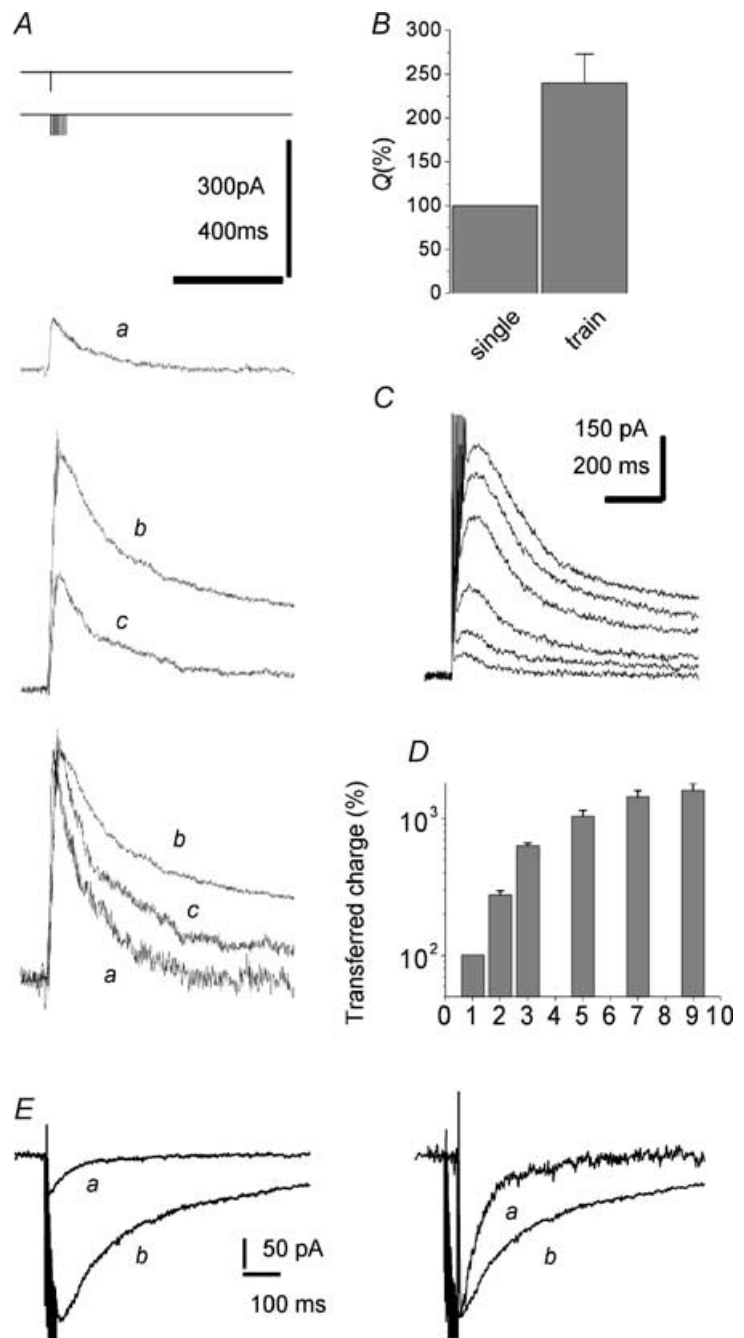 A
300pA
400ms
a
b
c
b
c
a
B
Q(%)
300
250
200
150
100
50
0
single
train
C
150 pA
200 ms
D
Transferred charge (%)
10³
10²
0 1 2 3 4 5 6 7 8 9 10
E
a
b
50 pA
100 ms
a
b